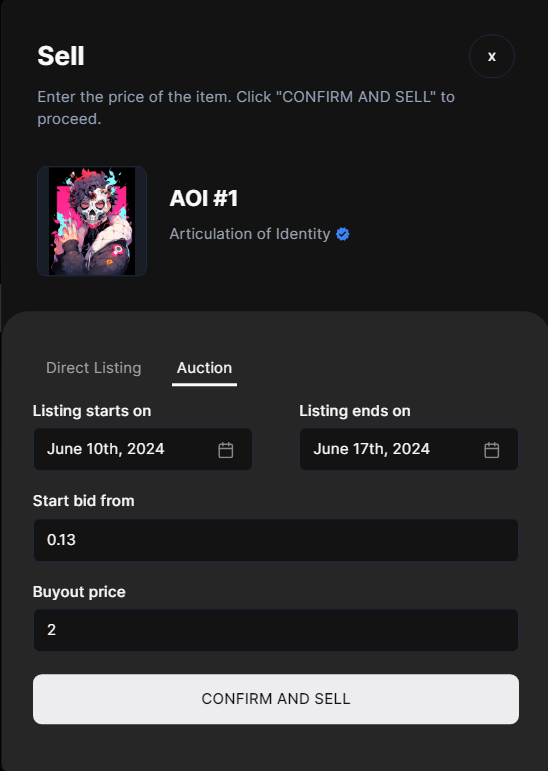 Sell
x
Enter the price of the item. Click "CONFIRM AND SELL" to
proceed.
AOI #1
Articulation of Identity
Direct Listing
Auction
Listing starts on
Listing ends on
June 10th, 2024
June 17th, 2024
Start bid from
0.13
Buyout price
2
CONFIRM AND SELL